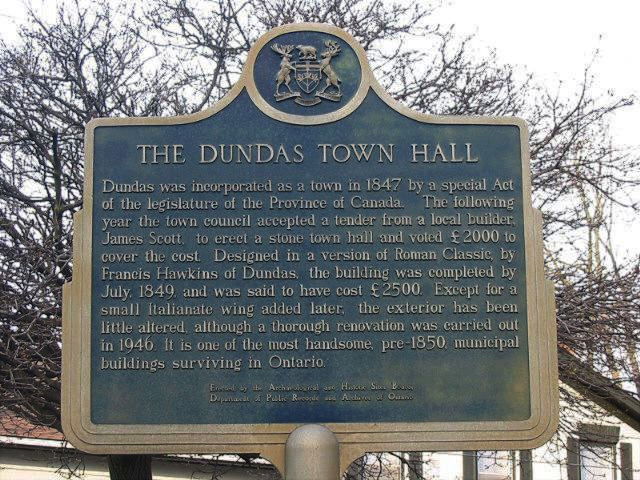 THE DUNDAS TOWN HALL
Dundas was incorporated as a town in 1847 by a special Act
of the legislature of the Province of Canada. The following
year the town council accepted a tender from a local builder,
James Scott, to erect a stone town hall and voted £2000 to
cover the cost. Designed in a version of Roman Classic, by
Francis Hawkins of Dundas, the building was completed by
July, 1849, and was said to have cost £2500. Except for a
small Italianate wing added later, the exterior has been
little altered, although a thorough renovation was carried out
in 1946. It is one of the most handsome, pre-1850, municipal
buildings surviving in Ontario.
Erected by the Archaeological and Historic Sites Board,
Department of Public Records and Archives of Ontario